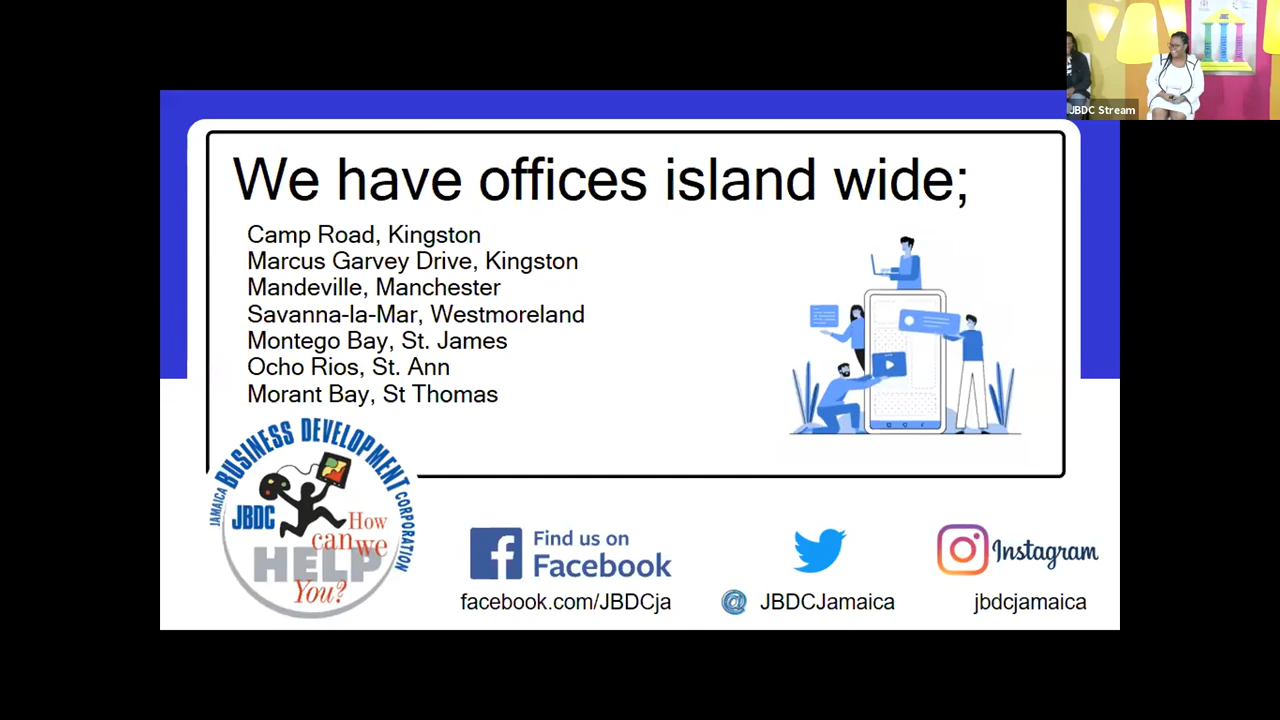 JBDC Stream
We have offices island wide;
Camp Road, Kingston
Marcus Garvey Drive, Kingston
Mandeville, Manchester
Savanna-la-Mar, Westmoreland
Montego Bay, St. James
Ocho Rios, St. Ann
Morant Bay, St Thomas
JAMAICA BUSINESS DEVELOPMENT CORPORATION
JBDC
How
can we
HELP
You?
Find us on
Facebook
facebook.com/JBDCja
@ JBDCJamaica
Instagram
jbdcjamaica